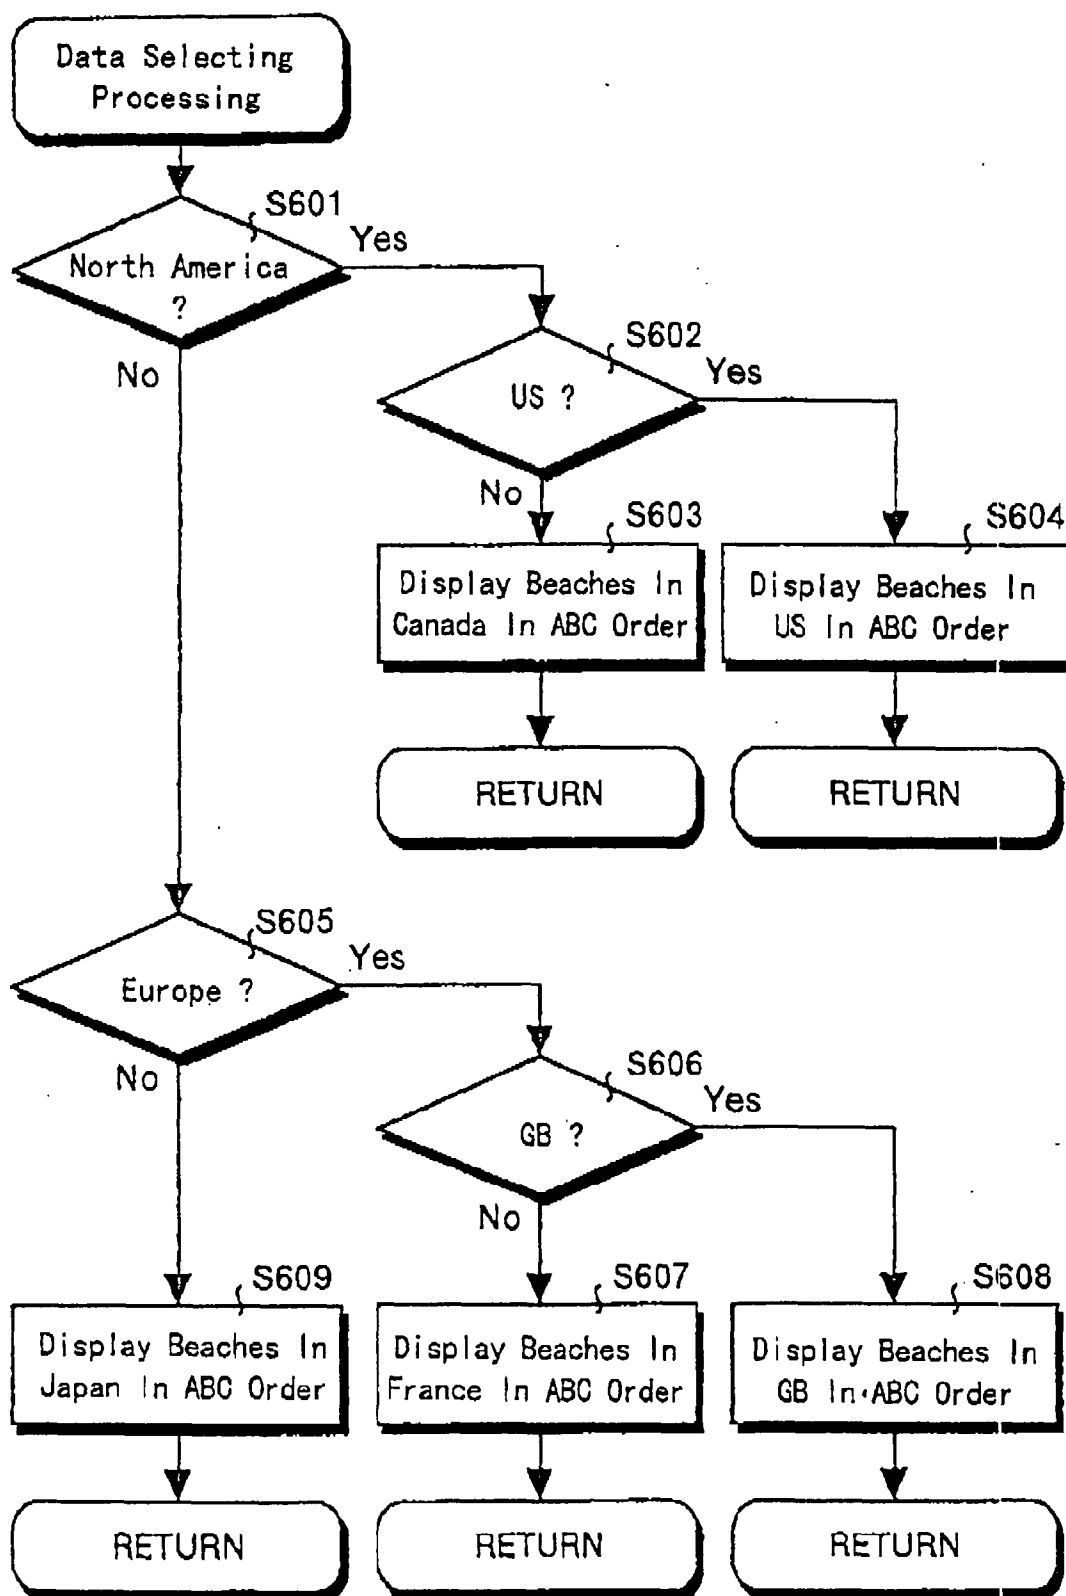 Data Selecting
Processing
S601
Yes
North America
?
No
S602
Yes
US ?
No
S603
Display Beaches In
Canada In ABC Order
S604
Display Beaches In
US In ABC Order
RETURN
RETURN
S605
Yes
Europe ?
No
S606
Yes
GB ?
No
S609
Display Beaches In
Japan In ABC Order
S607
Display Beaches In
France In ABC Order
S608
Display Beaches In
GB In ABC Order
RETURN
RETURN
RETURN